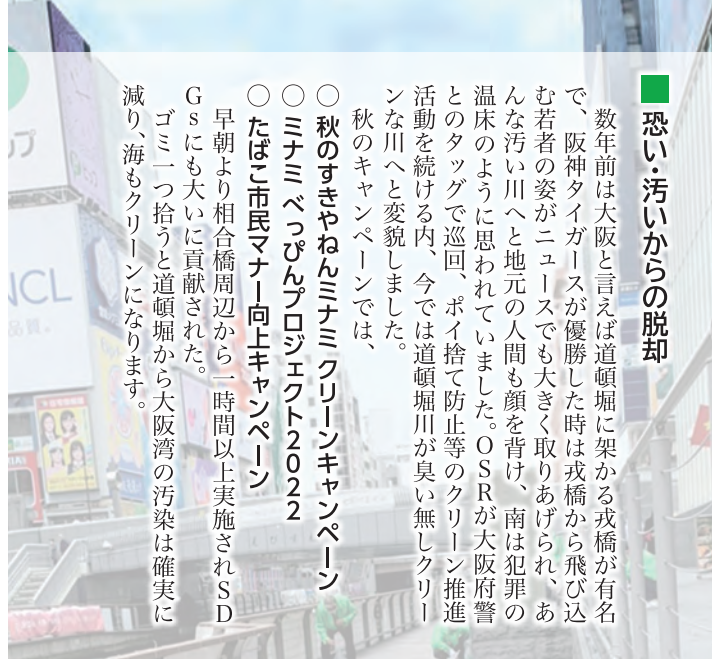 ■恐い・汚いからの脱却
数年前は大阪と言えば道頓堀に架かる戎橋が有名
で、阪神タイガースが優勝した時は戎橋から飛び込
む若者の姿がニュースでも大きく取りあげられ、あ
んな汚い川へと地元の人間も顔を背け、南は犯罪の
温床のように思われていました。OSRが大阪府警
とのタッグで巡回、ポイ捨て防止等のクリーン推進
活動を続ける内、今では道頓堀川が臭い無しクリー
ンな川へと変貌しました。
秋のキャンペーンでは、
○ 秋のすきやねんミナミ クリーンキャンペーン
○ ミナミ べっぴんプロジェクト2022
○ たばこ市民マナー向上キャンペーン
早朝より相合橋周辺から一時間以上実施されSD
Gsにも大いに貢献された。
ゴミ一つ拾うと道頓堀から大阪湾の汚染は確実に
減り、海もクリーンになります。
NCL
品質。
プ